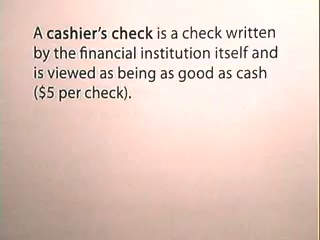 A cashier's check is a check written
by the financial institution itself and
is viewed as being as good as cash
($5 per check).